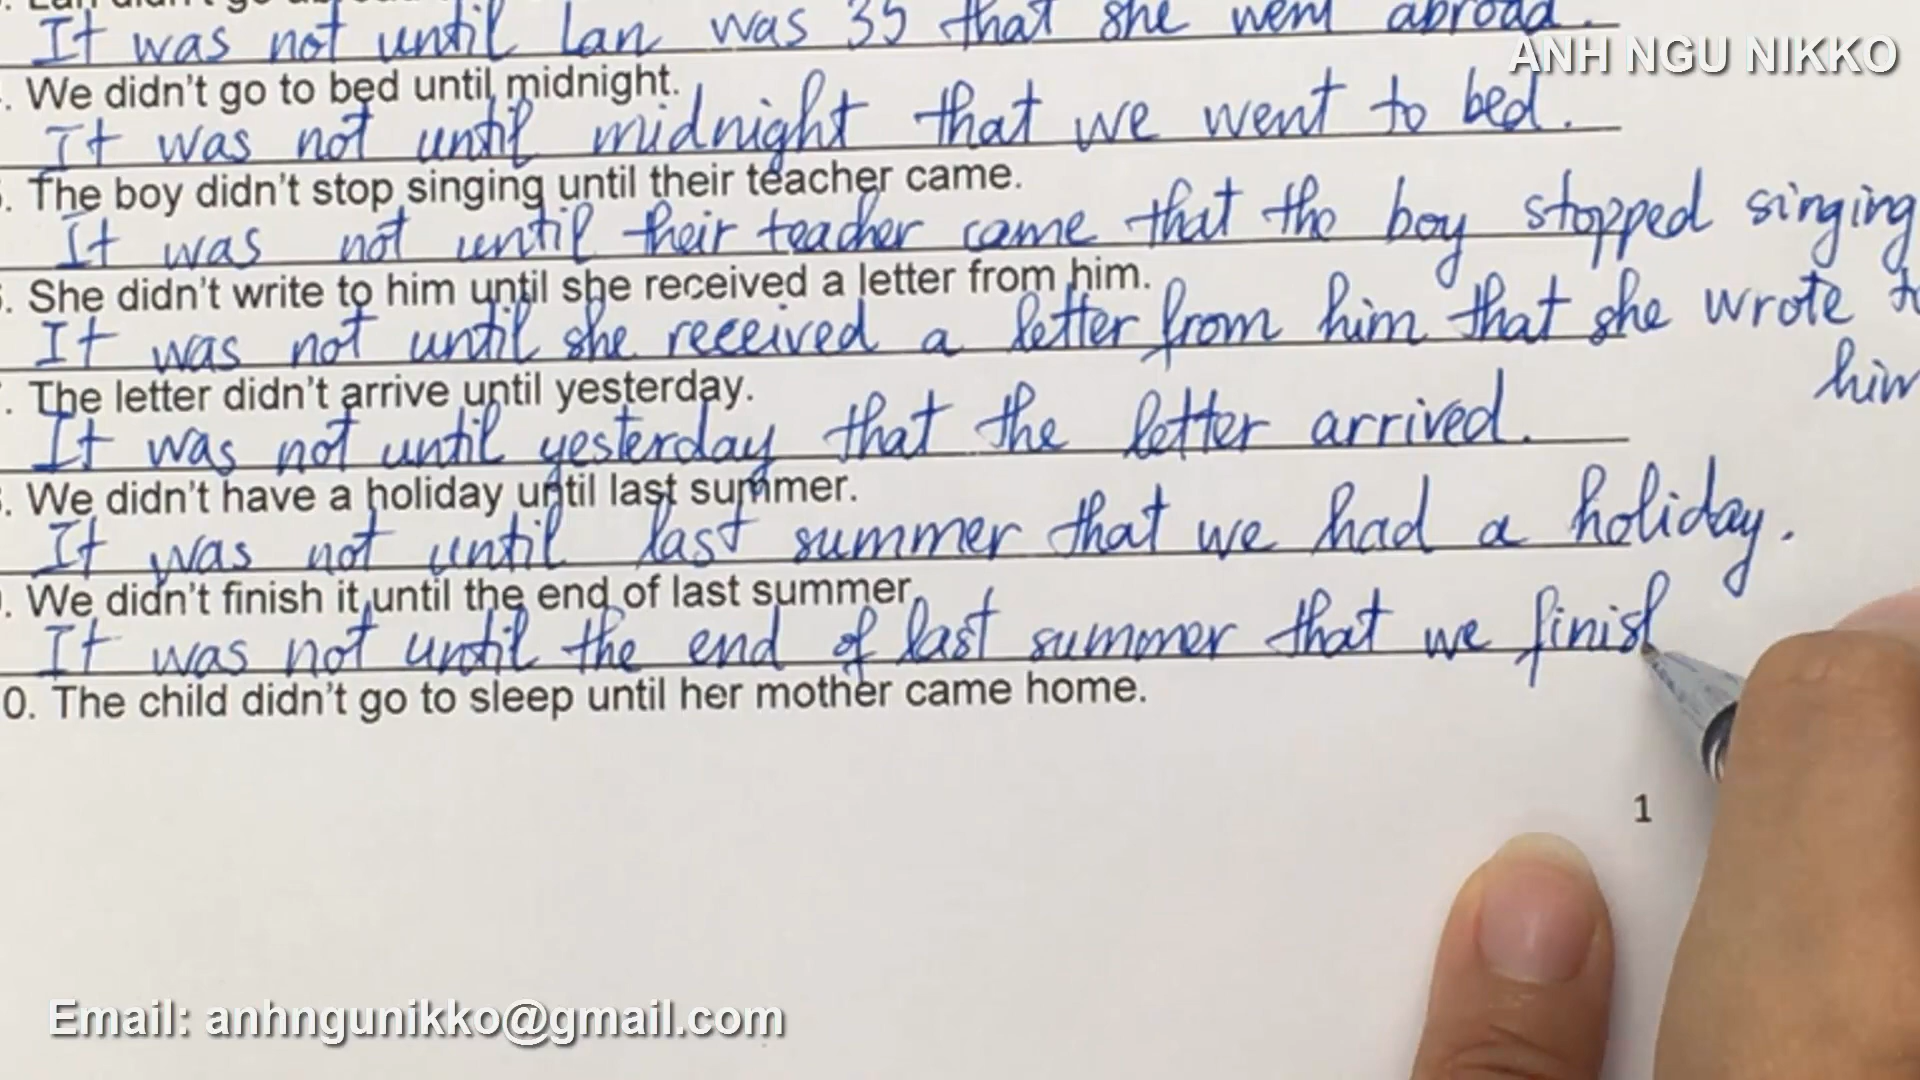 It was not until Lan was 35 that she went abroad.
ANH NGU NIKKO
. We didn't go to bed until midnight.
It was not until midnight that we went to bed.
. The boy didn't stop singing until their teacher came.
It was not until their teacher came that the boy stopped singing
. She didn't write to him until she received a letter from him.
It was not until she received a letter from him that she wrote
him
. The letter didn't arrive until yesterday.
It was not until yesterday that the letter arrived.
. We didn't have a holiday until last summer.
It was not until last summer that we had a holiday.
. We didn't finish it until the end of last summer.
It was not until the end of last summer that we finish
0. The child didn't go to sleep until her mother came home.
1
Email: anhngunikko@gmail.com